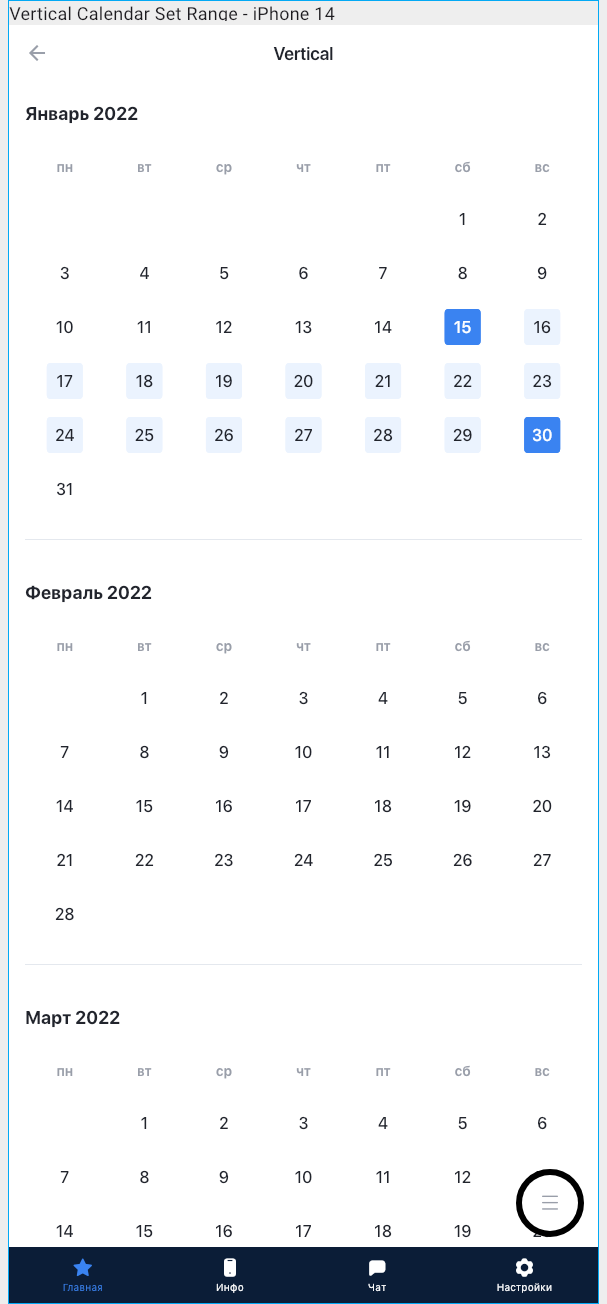 Vertical Calendar Set Range - iPhone 14
Vertical
Январь 2022
пн вт ср чт пт сб вс
1 2
3 4 5 6 7 8 9
10 11 12 13 14 15 16
17 18 19 20 21 22 23
24 25 26 27 28 29 30
31
Февраль 2022
пн вт ср чт пт сб вс
1 2 3 4 5 6
7 8 9 10 11 12 13
14 15 16 17 18 19 20
21 22 23 24 25 26 27
28
Март 2022
пн вт ср чт пт сб вс
1 2 3 4 5 6
7 8 9 10 11 12
14 15 16 17 18 19
Главная Инфо Чат Настройки